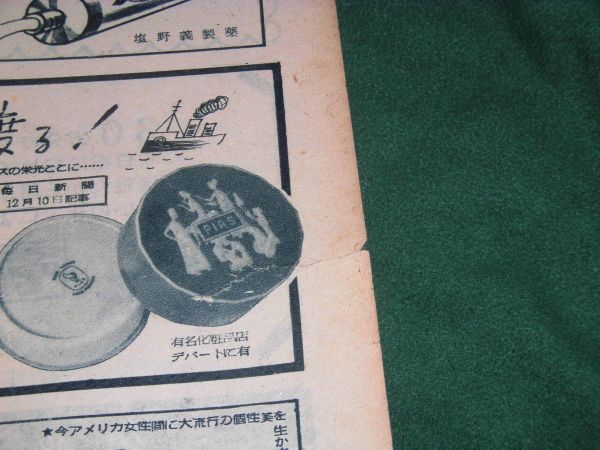 塩野義製薬
渡る!
スの栄光ここに……
毎日新聞
12月10日記事
PIAS
有名化粧品店
デパートに有
★今アメリカ女性間に大流行の個性美を
生か